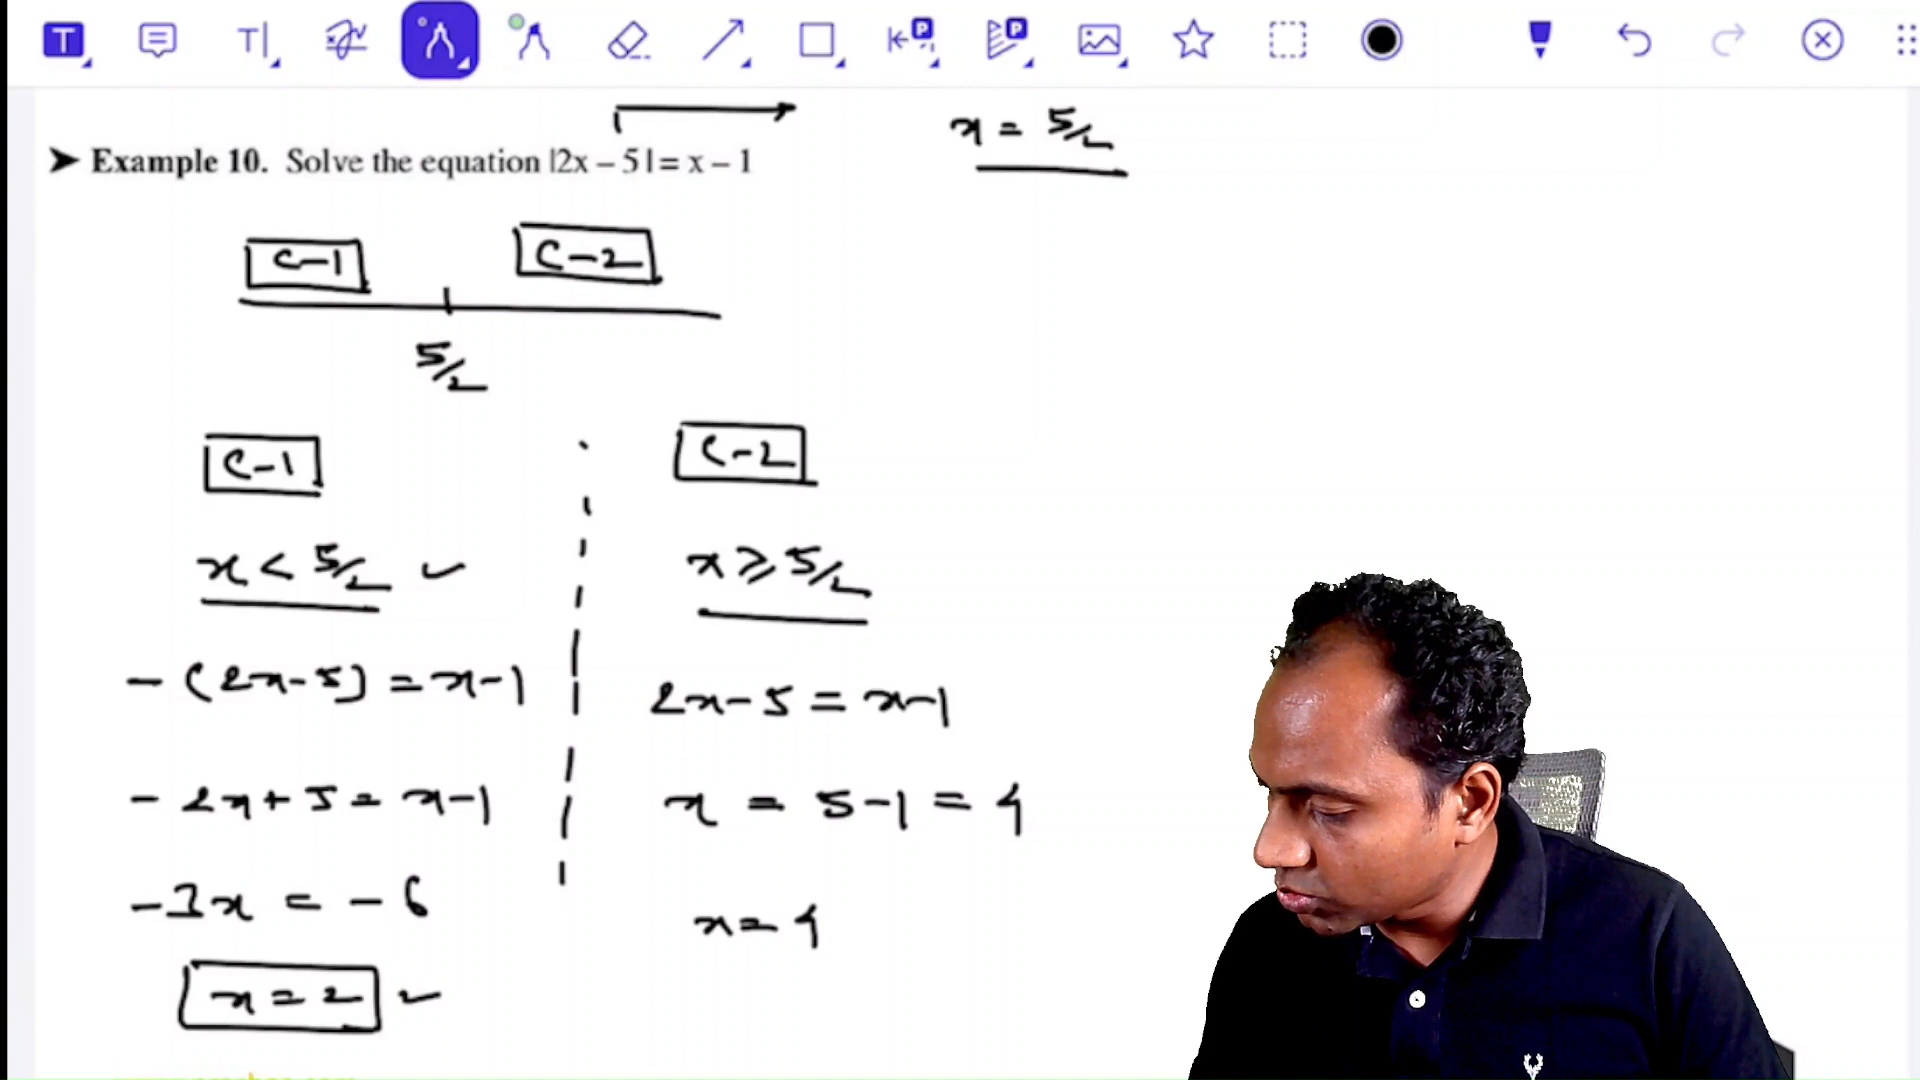 T T| P P
x = 5/2
➤ Example 10. Solve the equation |2x – 5| = x – 1
C-1 C-2
5/2
C-1 C-2
x < 5/2 ✓ x ⩾ 5/2
- (2x-5) = x-1 2x-5 = x-1
- 2x + 5 = x-1 x = 5-1 = 4
-3x = -6 x = 4
x = 2 ✓